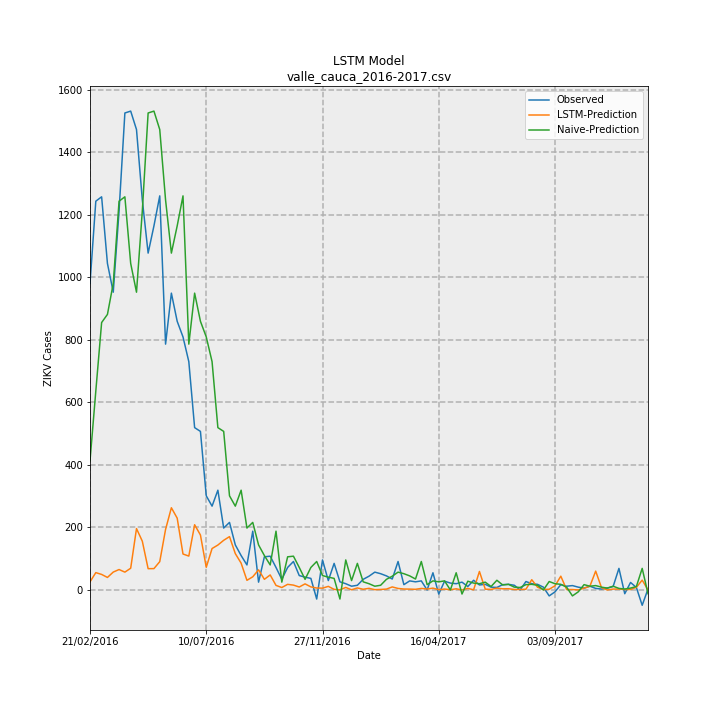 LSTM Model
valle_cauca_2016-2017.csv
Observed
LSTM-Prediction
Naive-Prediction
1600
1400
1200
1000
800
600
400
200
0
ZIKV Cases
21/02/2016
10/07/2016
27/11/2016
16/04/2017
03/09/2017
Date